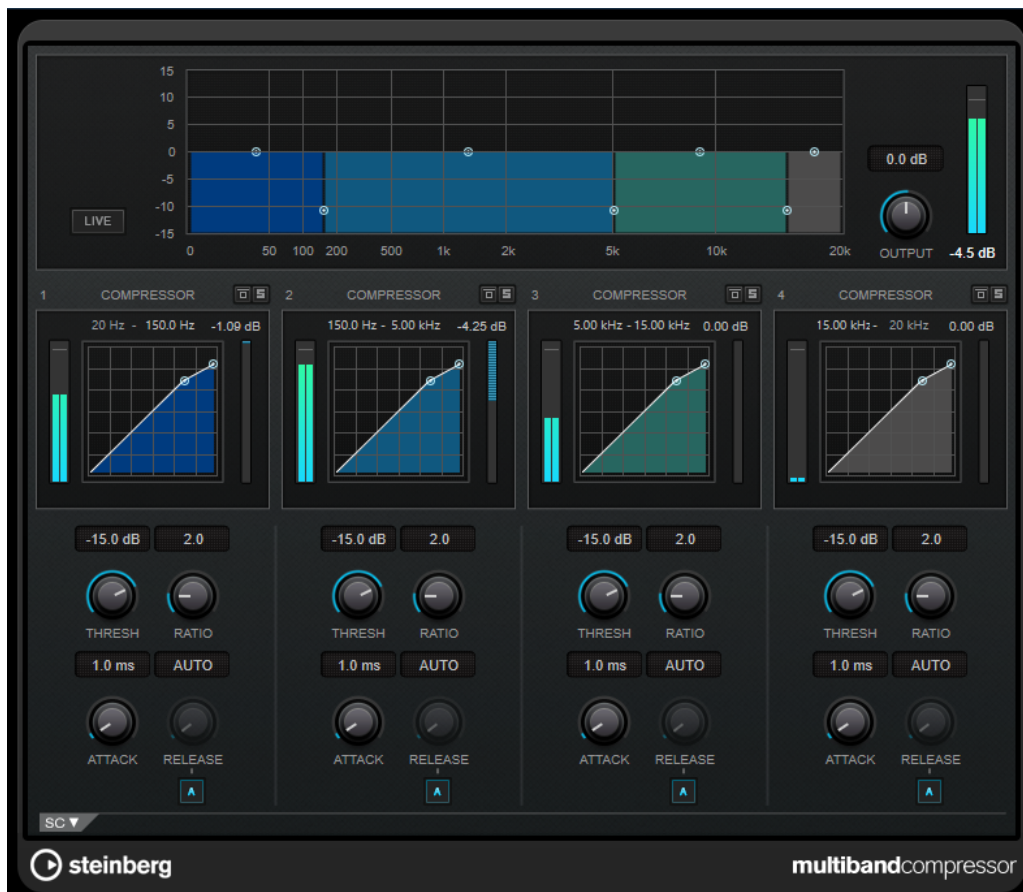 15
10
5
0
-5
-10
-15
LIVE
0 50 100 200 500 1k 2k 5k 10k 20k
0.0 dB
OUTPUT -4.5 dB
1 COMPRESSOR S 2 COMPRESSOR S 3 COMPRESSOR S 4 COMPRESSOR S
20 Hz - 150.0 Hz -1.09 dB 150.0 Hz - 5.00 kHz -4.25 dB 5.00 kHz - 15.00 kHz 0.00 dB 15.00 kHz - 20 kHz 0.00 dB
-15.0 dB 2.0 -15.0 dB 2.0 -15.0 dB 2.0 -15.0 dB 2.0
THRESH RATIO THRESH RATIO THRESH RATIO THRESH RATIO
1.0 ms AUTO 1.0 ms AUTO 1.0 ms AUTO 1.0 ms AUTO
ATTACK RELEASE ATTACK RELEASE ATTACK RELEASE ATTACK RELEASE
A A A A
SC ▼
steinberg multibandcompressor